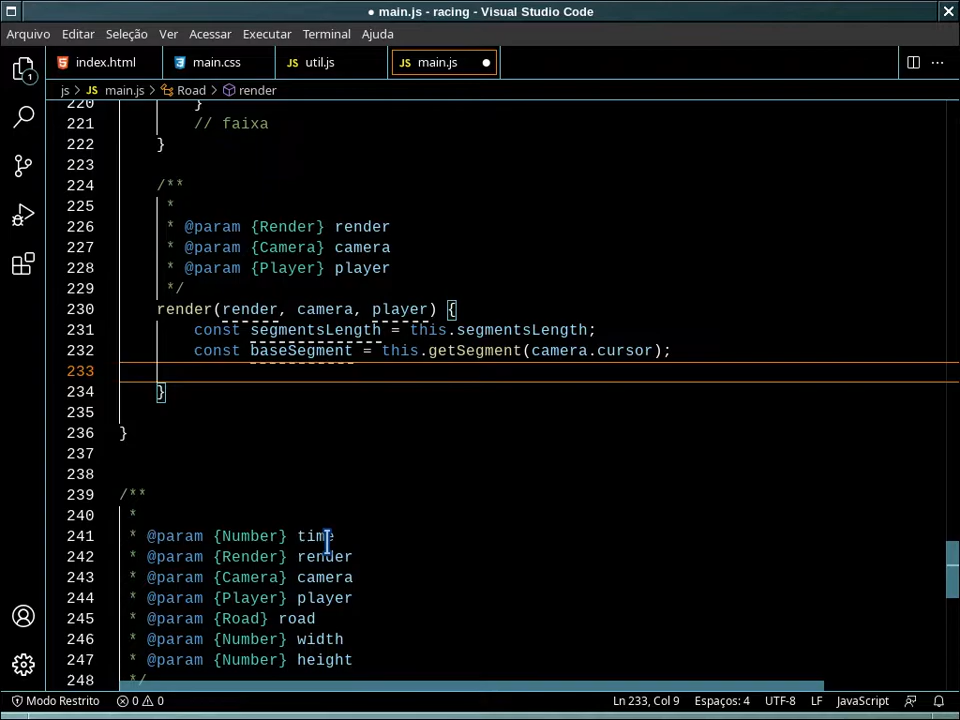 ● main.js - racing - Visual Studio Code
Arquivo Editar Seleção Ver Acessar Executar Terminal Ajuda
index.html main.css util.js main.js
js > main.js > Road > render
220 }
221 // faixa
222 }
223
224 /**
225 *
226 * @param {Render} render
227 * @param {Camera} camera
228 * @param {Player} player
229 */
230 render(render, camera, player) {
231 const segmentsLength = this.segmentsLength;
232 const baseSegment = this.getSegment(camera.cursor);
233
234 }
235
236 }
237
238
239 /**
240 *
241 * @param {Number} time
242 * @param {Render} render
243 * @param {Camera} camera
244 * @param {Player} player
245 * @param {Road} road
246 * @param {Number} width
247 * @param {Number} height
248 */
1
Modo Restrito 0 0 Ln 233, Col 9 Espaços: 4 UTF-8 LF JavaScript